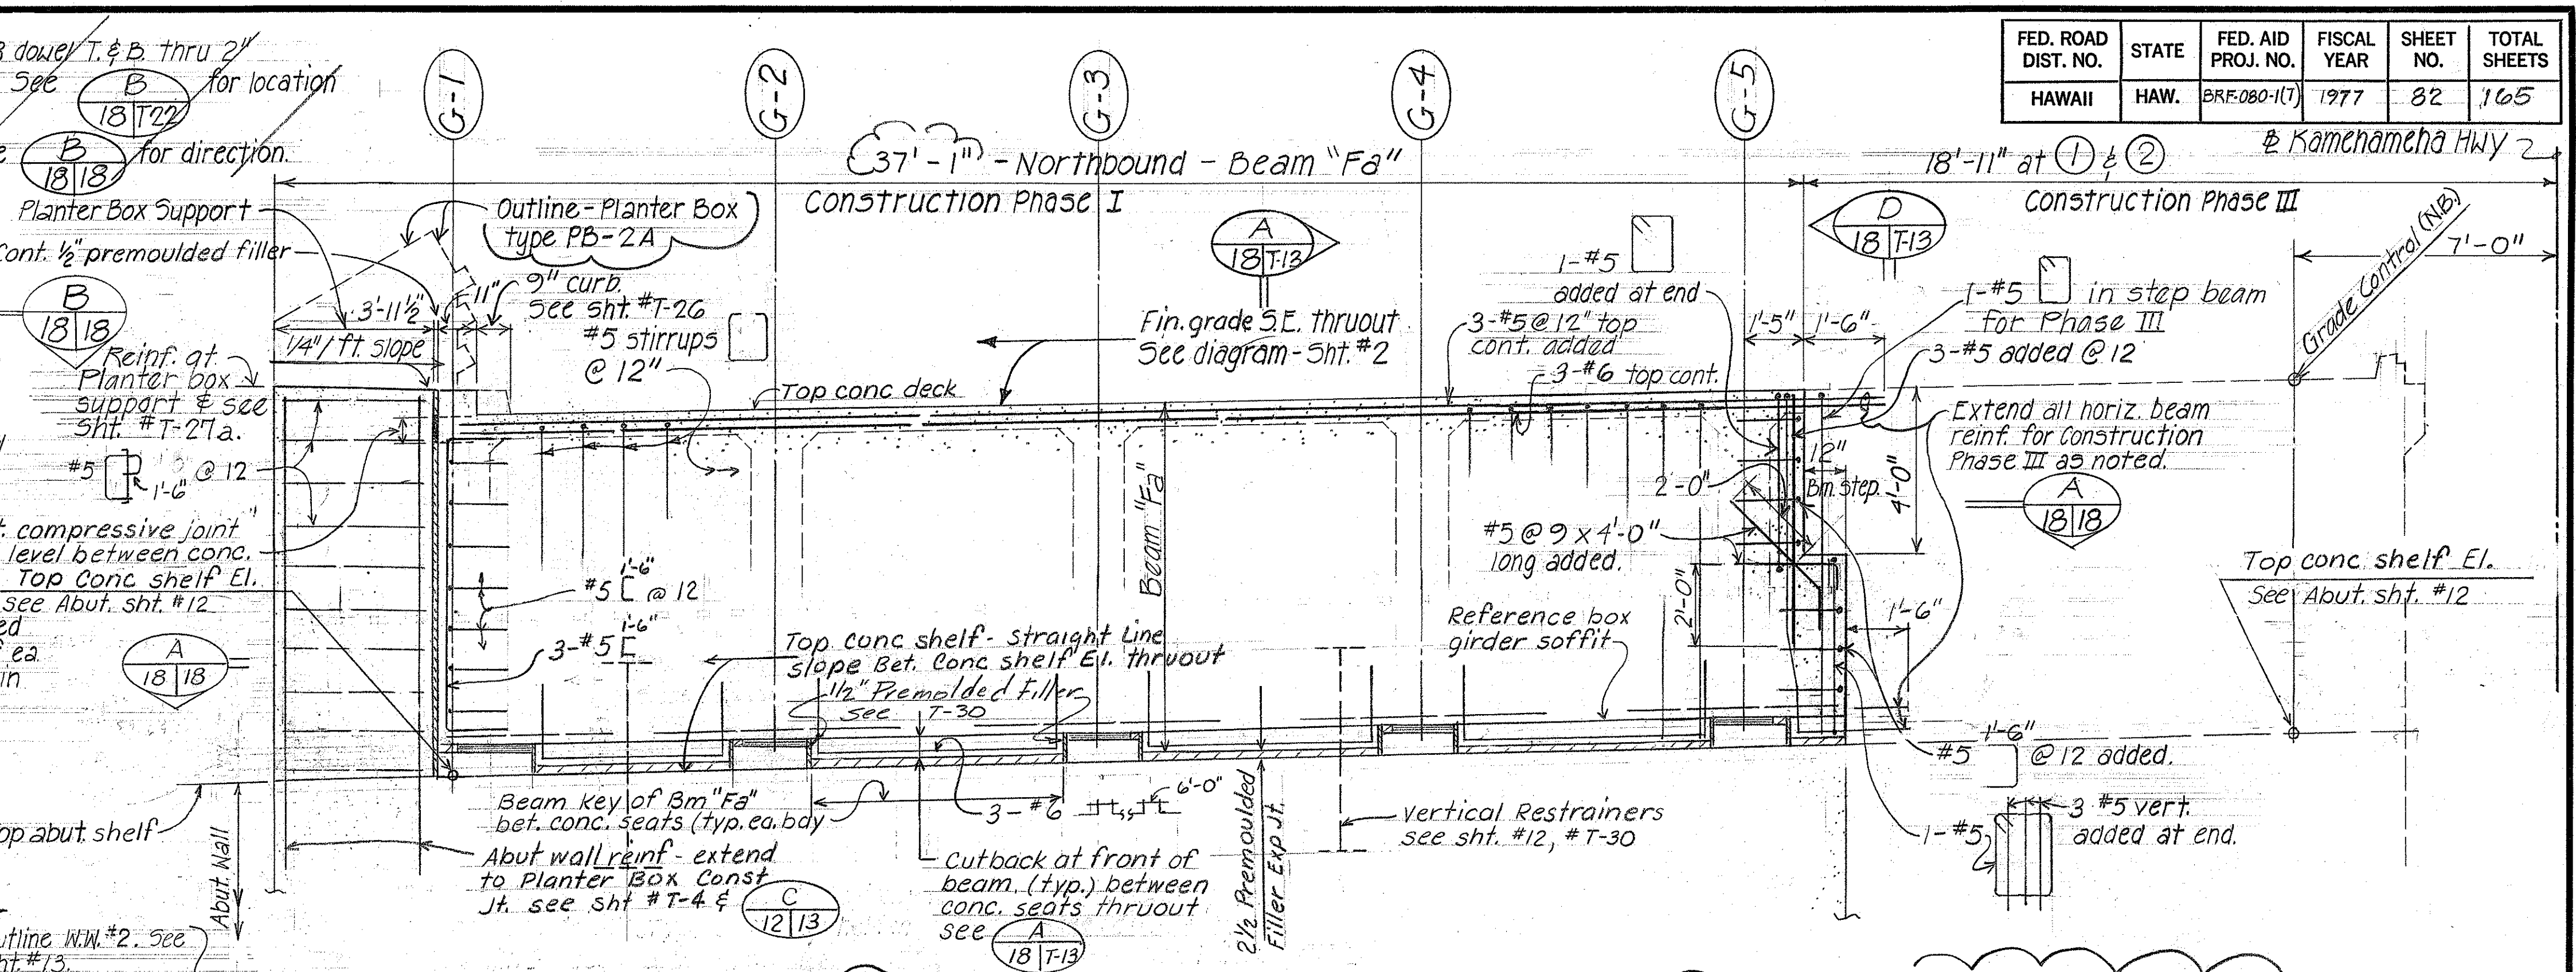 FED. ROAD DIST. NO.
STATE
FED. AID PROJ. NO.
FISCAL YEAR
SHEET NO.
TOTAL SHEETS
HAWAII
HAW.
BRF-080-1(7)
1977
82
165
dowel T. & B. thru 2"
See B 18 T22 for location
B 18 18 for direction.
G-1
G-2
G-3
G-4
G-5
37'-1" - Northbound - Beam "Fa"
Construction Phase I
18'-11" at 1 & 2
Construction Phase III
Kamehameha Hwy
Planter Box Support
Cont. ½" premoulded filler
B
18 18
Outline-Planter Box
type PB-2A
3'-11½"
11"
9" curb.
See sht. #T-26
1/4"/ft. slope
#5 stirrups
@ 12"
A
18 T-13
D
18 T-13
1-#5
added at end
Fin. grade S.E. thruout
See diagram-Sht. #2
3-#5@12" top
cont. added
3-#6 top cont.
1'-5"
1'-6"
1-#5 in step beam
for Phase III
3-#5 added @ 12
Grade Control (N.B.)
7'-0"
Reinf. at
Planter box
support & see
Sht. #T-27a.
Top conc deck
Extend all horiz. beam
reinf. for Construction
Phase III as noted.
#5 @ 12
1'-6"
Beam "Fa"
12"
Bm. step.
2'-0"
4'-0"
A
18 18
compressive joint
level between conc.
Top Conc shelf El.
see Abut. sht. #12
ea.
in
A
18 18
1'-6"
#5 @ 12
1'-6"
3-#5
#5 @ 9 x 4'-0"
long added.
Reference box
girder soffit
2'-0"
1'-6"
Top conc shelf El.
See Abut. sht. #12
Top conc shelf - straight Line
slope Bet. Conc shelf El. thruout
1/2" Premolded Filler
see T-30
1'-6"
#5 @ 12 added.
Beam key of Bm "Fa"
bet. conc. seats (typ. ea. bay
3-#6
6'-0"
Vertical Restrainers
see sht. #12, # T-30
1-#5
3 #5 vert.
added at end.
abut shelf
Abut. Wall
Abut wall reinf - extend
to Planter Box Const
Jt. see sht # T-4 &
C
12 13
Cutback at front of
beam. (typ.) between
conc. seats thruout
see A 18 T-13
2½ Premoulded
Filler Exp Jt.
W.W. #2. See
#13.